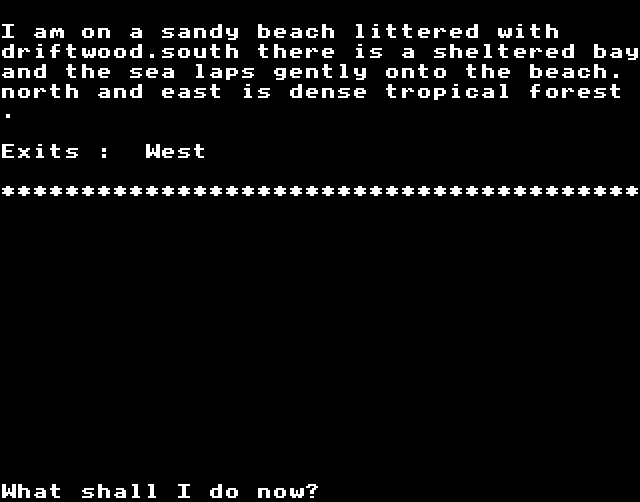 I am on a sandy beach littered with
driftwood.south there is a sheltered bay
and the sea laps gently onto the beach.
north and east is dense tropical forest
.
Exits :  West
****************************************
What shall I do now?